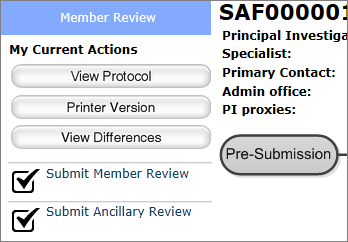 Member Review
My Current Actions
View Protocol
Printer Version
View Differences
Submit Member Review
Submit Ancillary Review
SAF000001
Principal Investiga
Specialist:
Primary Contact:
Admin office:
PI proxies:
Pre-Submission